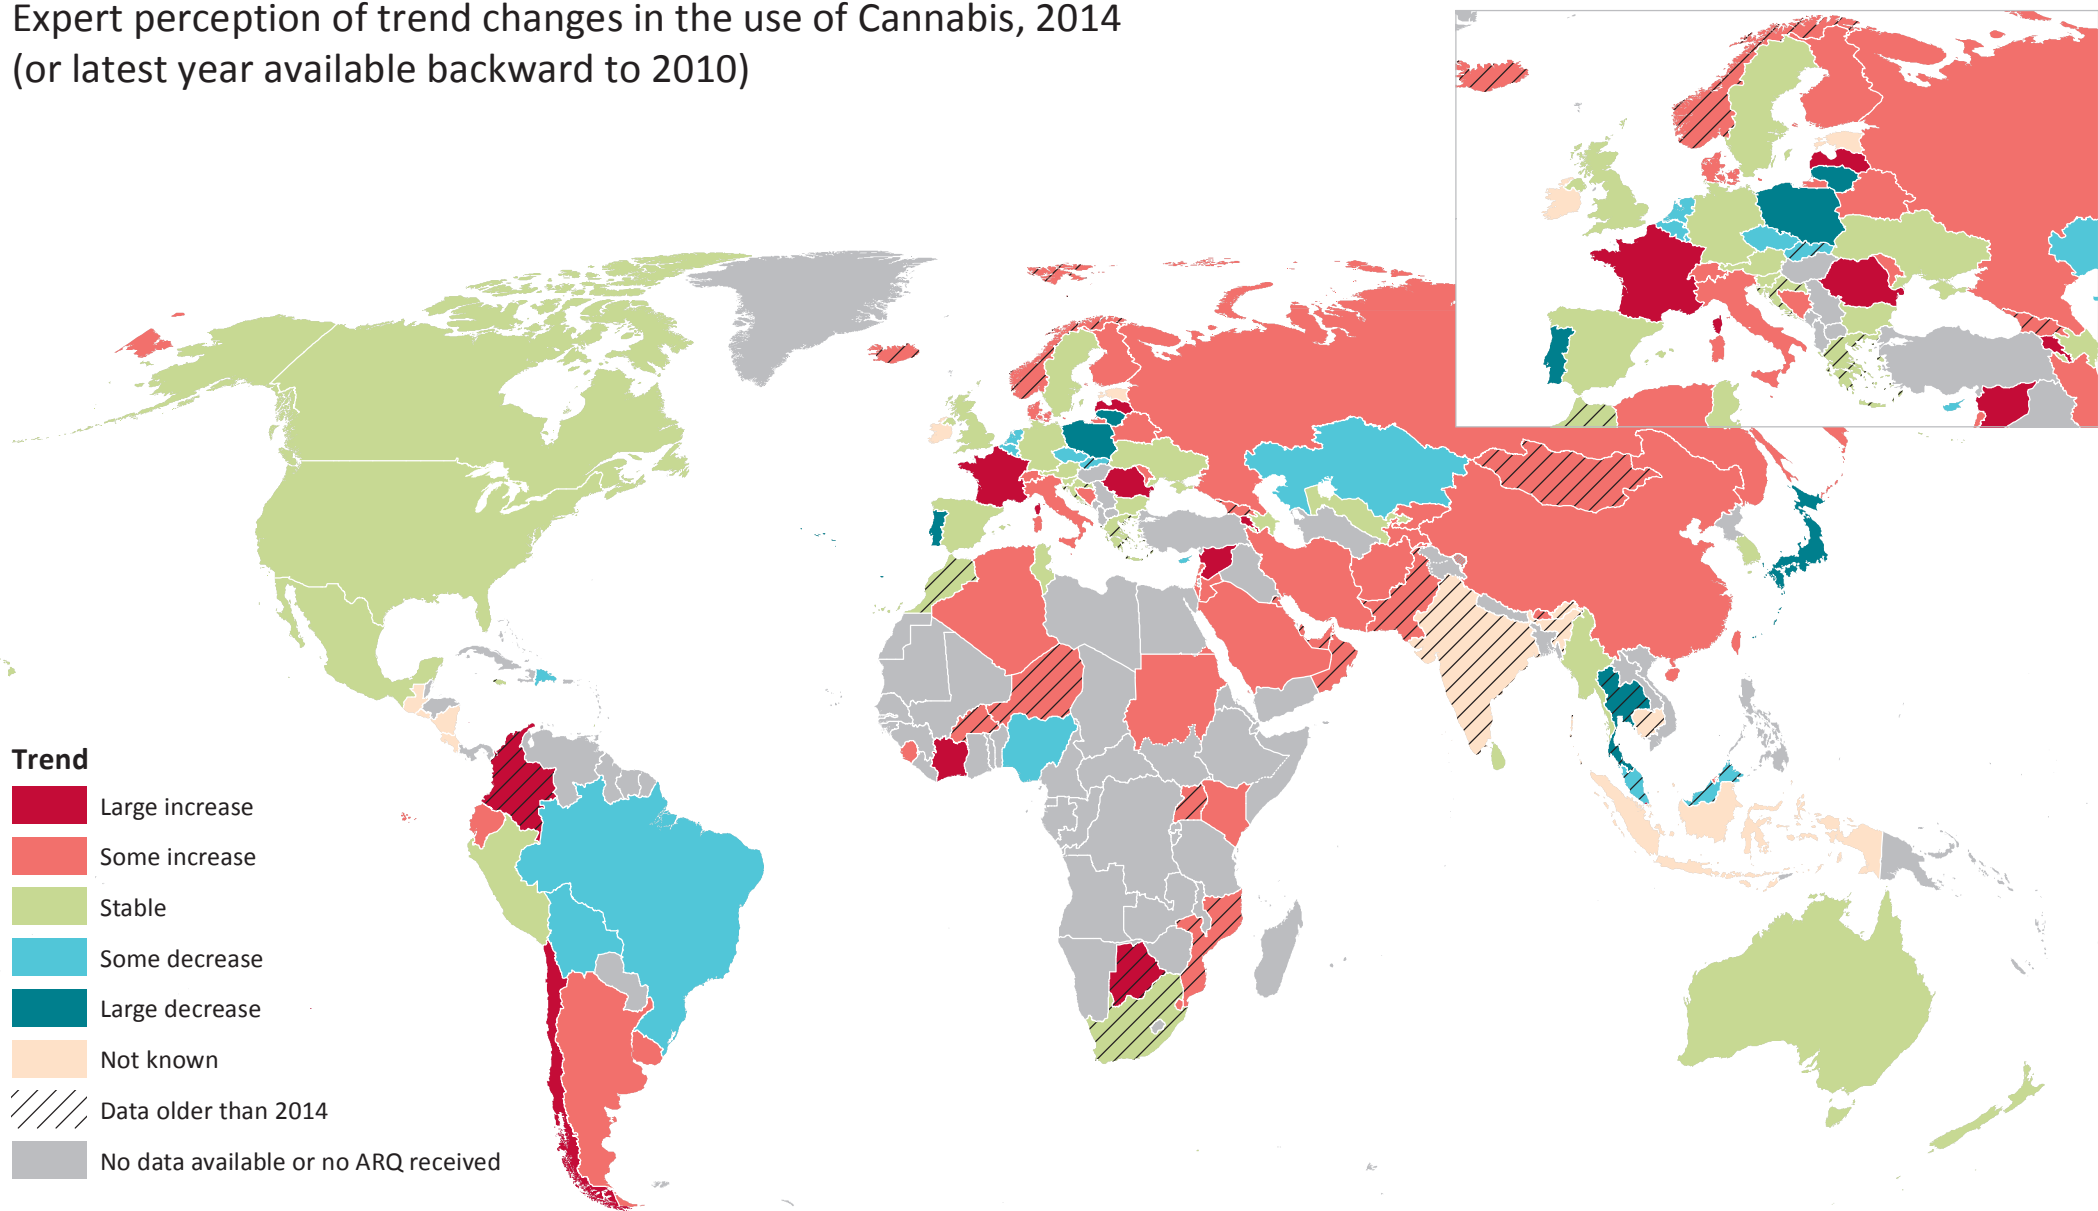 Expert perception of trend changes in the use of Cannabis, 2014
(or latest year available backward to 2010)
Trend
Large increase
Some increase
Stable
Some decrease
Large decrease
Not known
Data older than 2014
No data available or no ARQ received